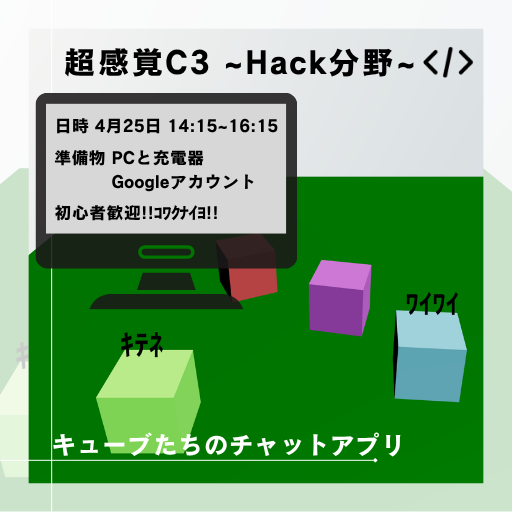 超感覚C3 ~Hack分野~</>
日時 4月25日 14:15~16:15
準備物 PCと充電器
Googleアカウント
初心者歓迎!!ｺﾜｸﾅｲﾖ!!
ﾜｲﾜｲ
ｷﾃﾈ
キューブたちのチャットアプリ